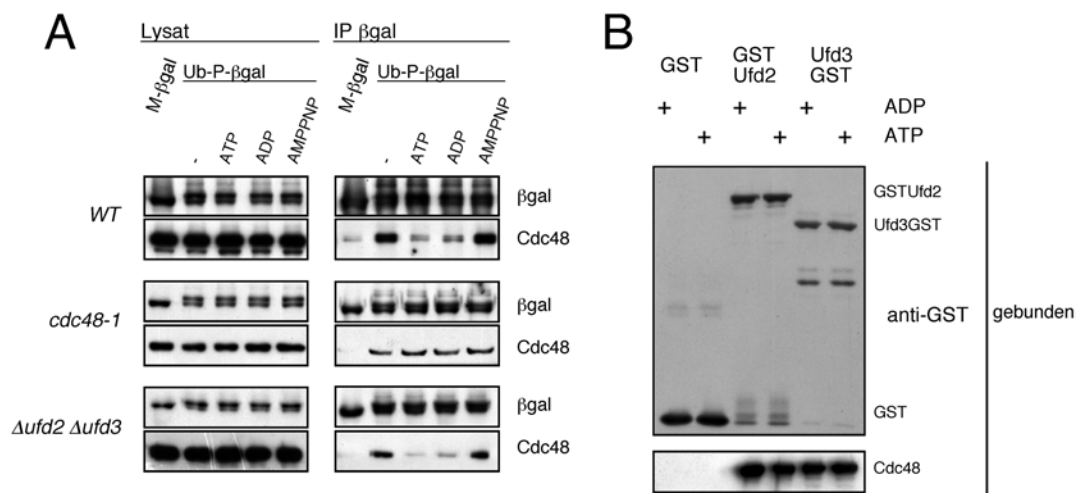 A
Lysat
IP βgal
M-βgal
Ub-P-βgal
-
ATP
ADP
AMPPNP
M-βgal
Ub-P-βgal
-
ATP
ADP
AMPPNP
WT
βgal
Cdc48
cdc48-1
βgal
Cdc48
Δufd2 Δufd3
βgal
Cdc48
B
GST
GST
Ufd2
Ufd3
GST
+ + + ADP
+ + + ATP
GSTUfd2
Ufd3GST
anti-GST
gebunden
GST
Cdc48